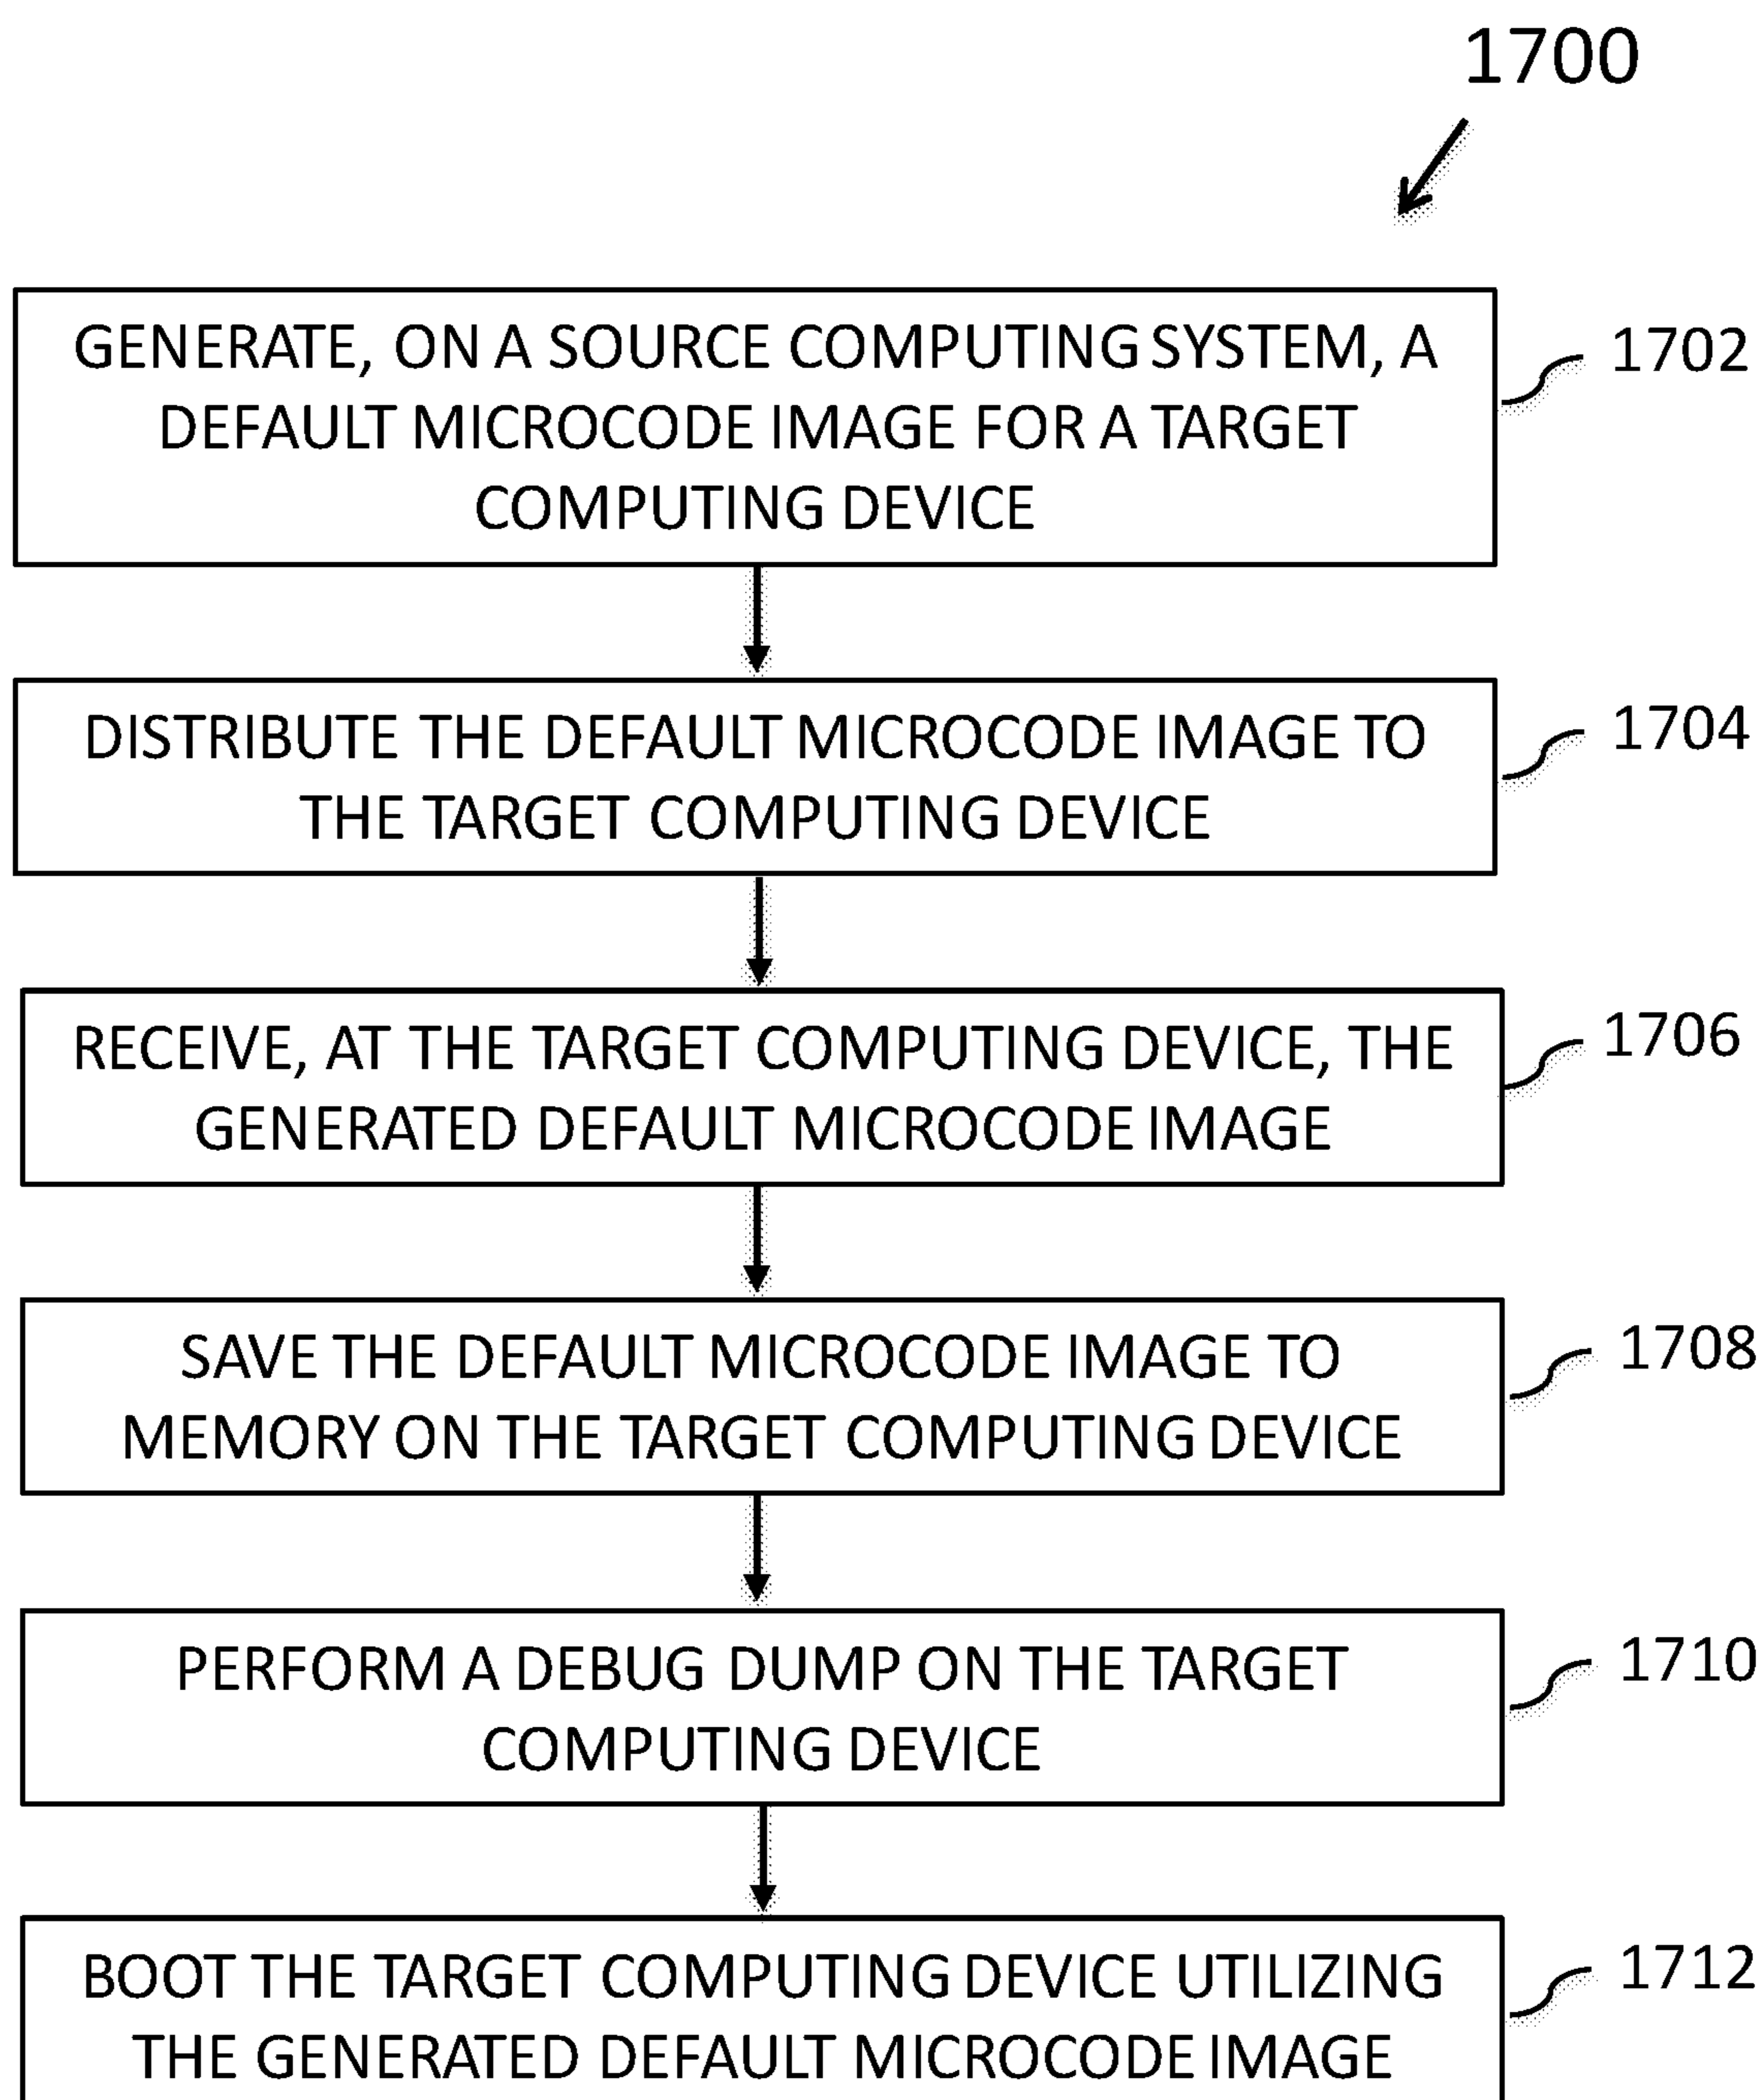 1700
GENERATE, ON A SOURCE COMPUTING SYSTEM, A
DEFAULT MICROCODE IMAGE FOR A TARGET
COMPUTING DEVICE
1702
DISTRIBUTE THE DEFAULT MICROCODE IMAGE TO
THE TARGET COMPUTING DEVICE
1704
RECEIVE, AT THE TARGET COMPUTING DEVICE, THE
GENERATED DEFAULT MICROCODE IMAGE
1706
SAVE THE DEFAULT MICROCODE IMAGE TO
MEMORY ON THE TARGET COMPUTING DEVICE
1708
PERFORM A DEBUG DUMP ON THE TARGET
COMPUTING DEVICE
1710
BOOT THE TARGET COMPUTING DEVICE UTILIZING
THE GENERATED DEFAULT MICROCODE IMAGE
1712